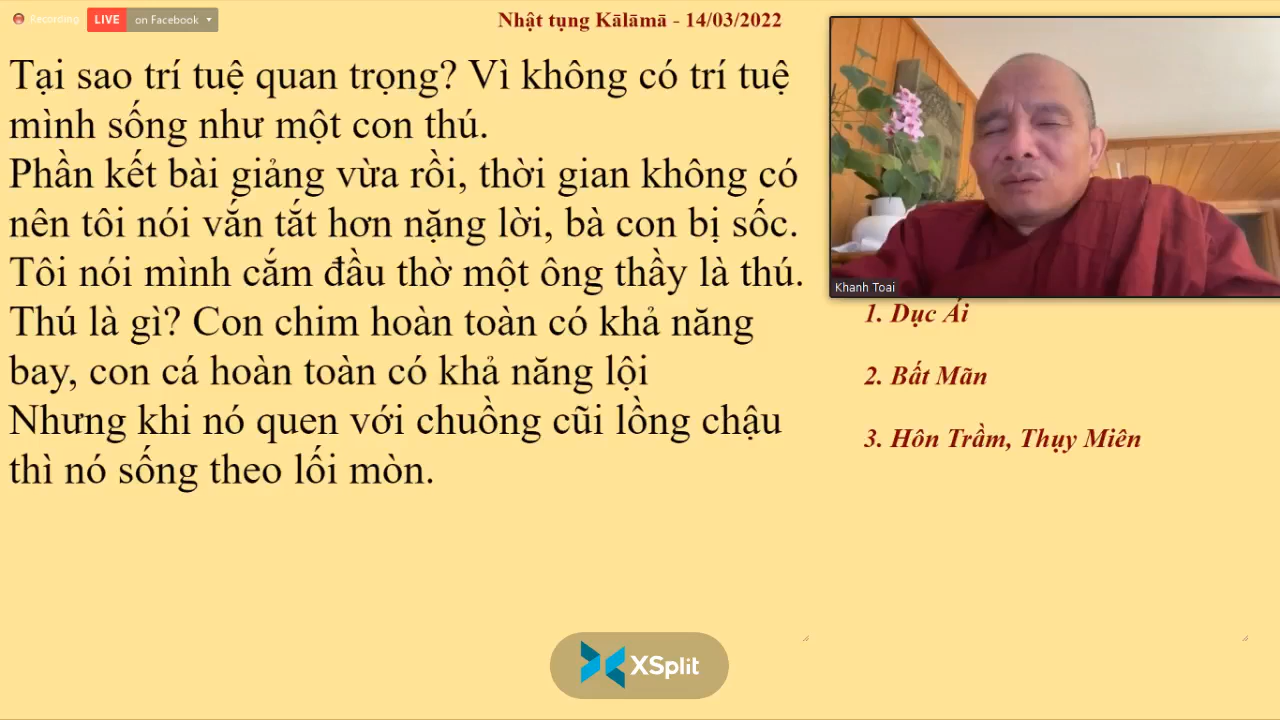 Recording
LIVE on Facebook
Nhật tụng Kālāmā - 14/03/2022
Tại sao trí tuệ quan trọng? Vì không có trí tuệ
mình sống như một con thú.
Phần kết bài giảng vừa rồi, thời gian không có
nên tôi nói vắn tắt hơn nặng lời, bà con bị sốc.
Tôi nói mình cắm đầu thờ một ông thầy là thú.
Thú là gì? Con chim hoàn toàn có khả năng
bay, con cá hoàn toàn có khả năng lội
Nhưng khi nó quen với chuồng cũi lồng chậu
thì nó sống theo lối mòn.
Khanh Toai
1. Dục Ái
2. Bất Mãn
3. Hôn Trầm, Thụy Miên
XSplit